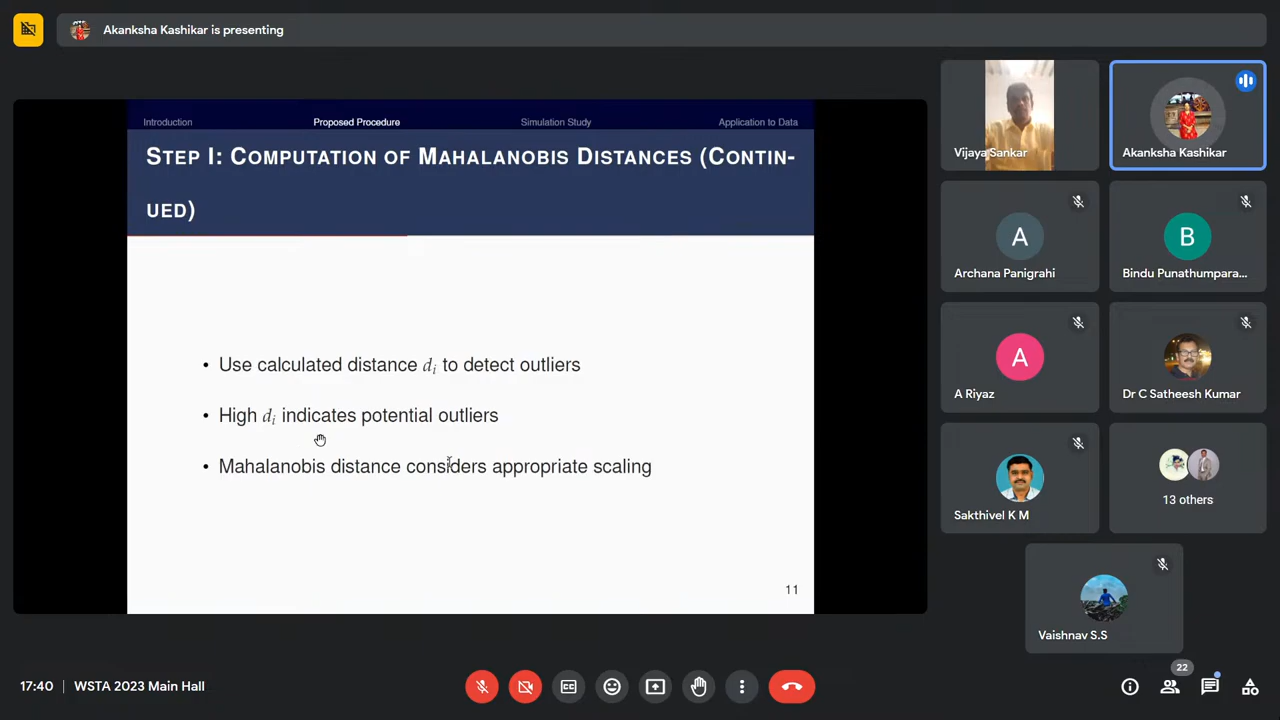 Akanksha Kashikar is presenting
Introduction
Proposed Procedure
Simulation Study
Application to Data
STEP I: COMPUTATION OF MAHALANOBIS DISTANCES (CONTIN-
UED)
• Use calculated distance dᵢ to detect outliers
• High dᵢ indicates potential outliers
• Mahalanobis distance considers appropriate scaling
11
Vijaya Sankar
Akanksha Kashikar
A
Archana Panigrahi
B
Bindu Punathumpara...
A
A Riyaz
Dr C Satheesh Kumar
Sakthivel K M
13 others
Vaishnav S.S
17:40 | WSTA 2023 Main Hall
CC
22